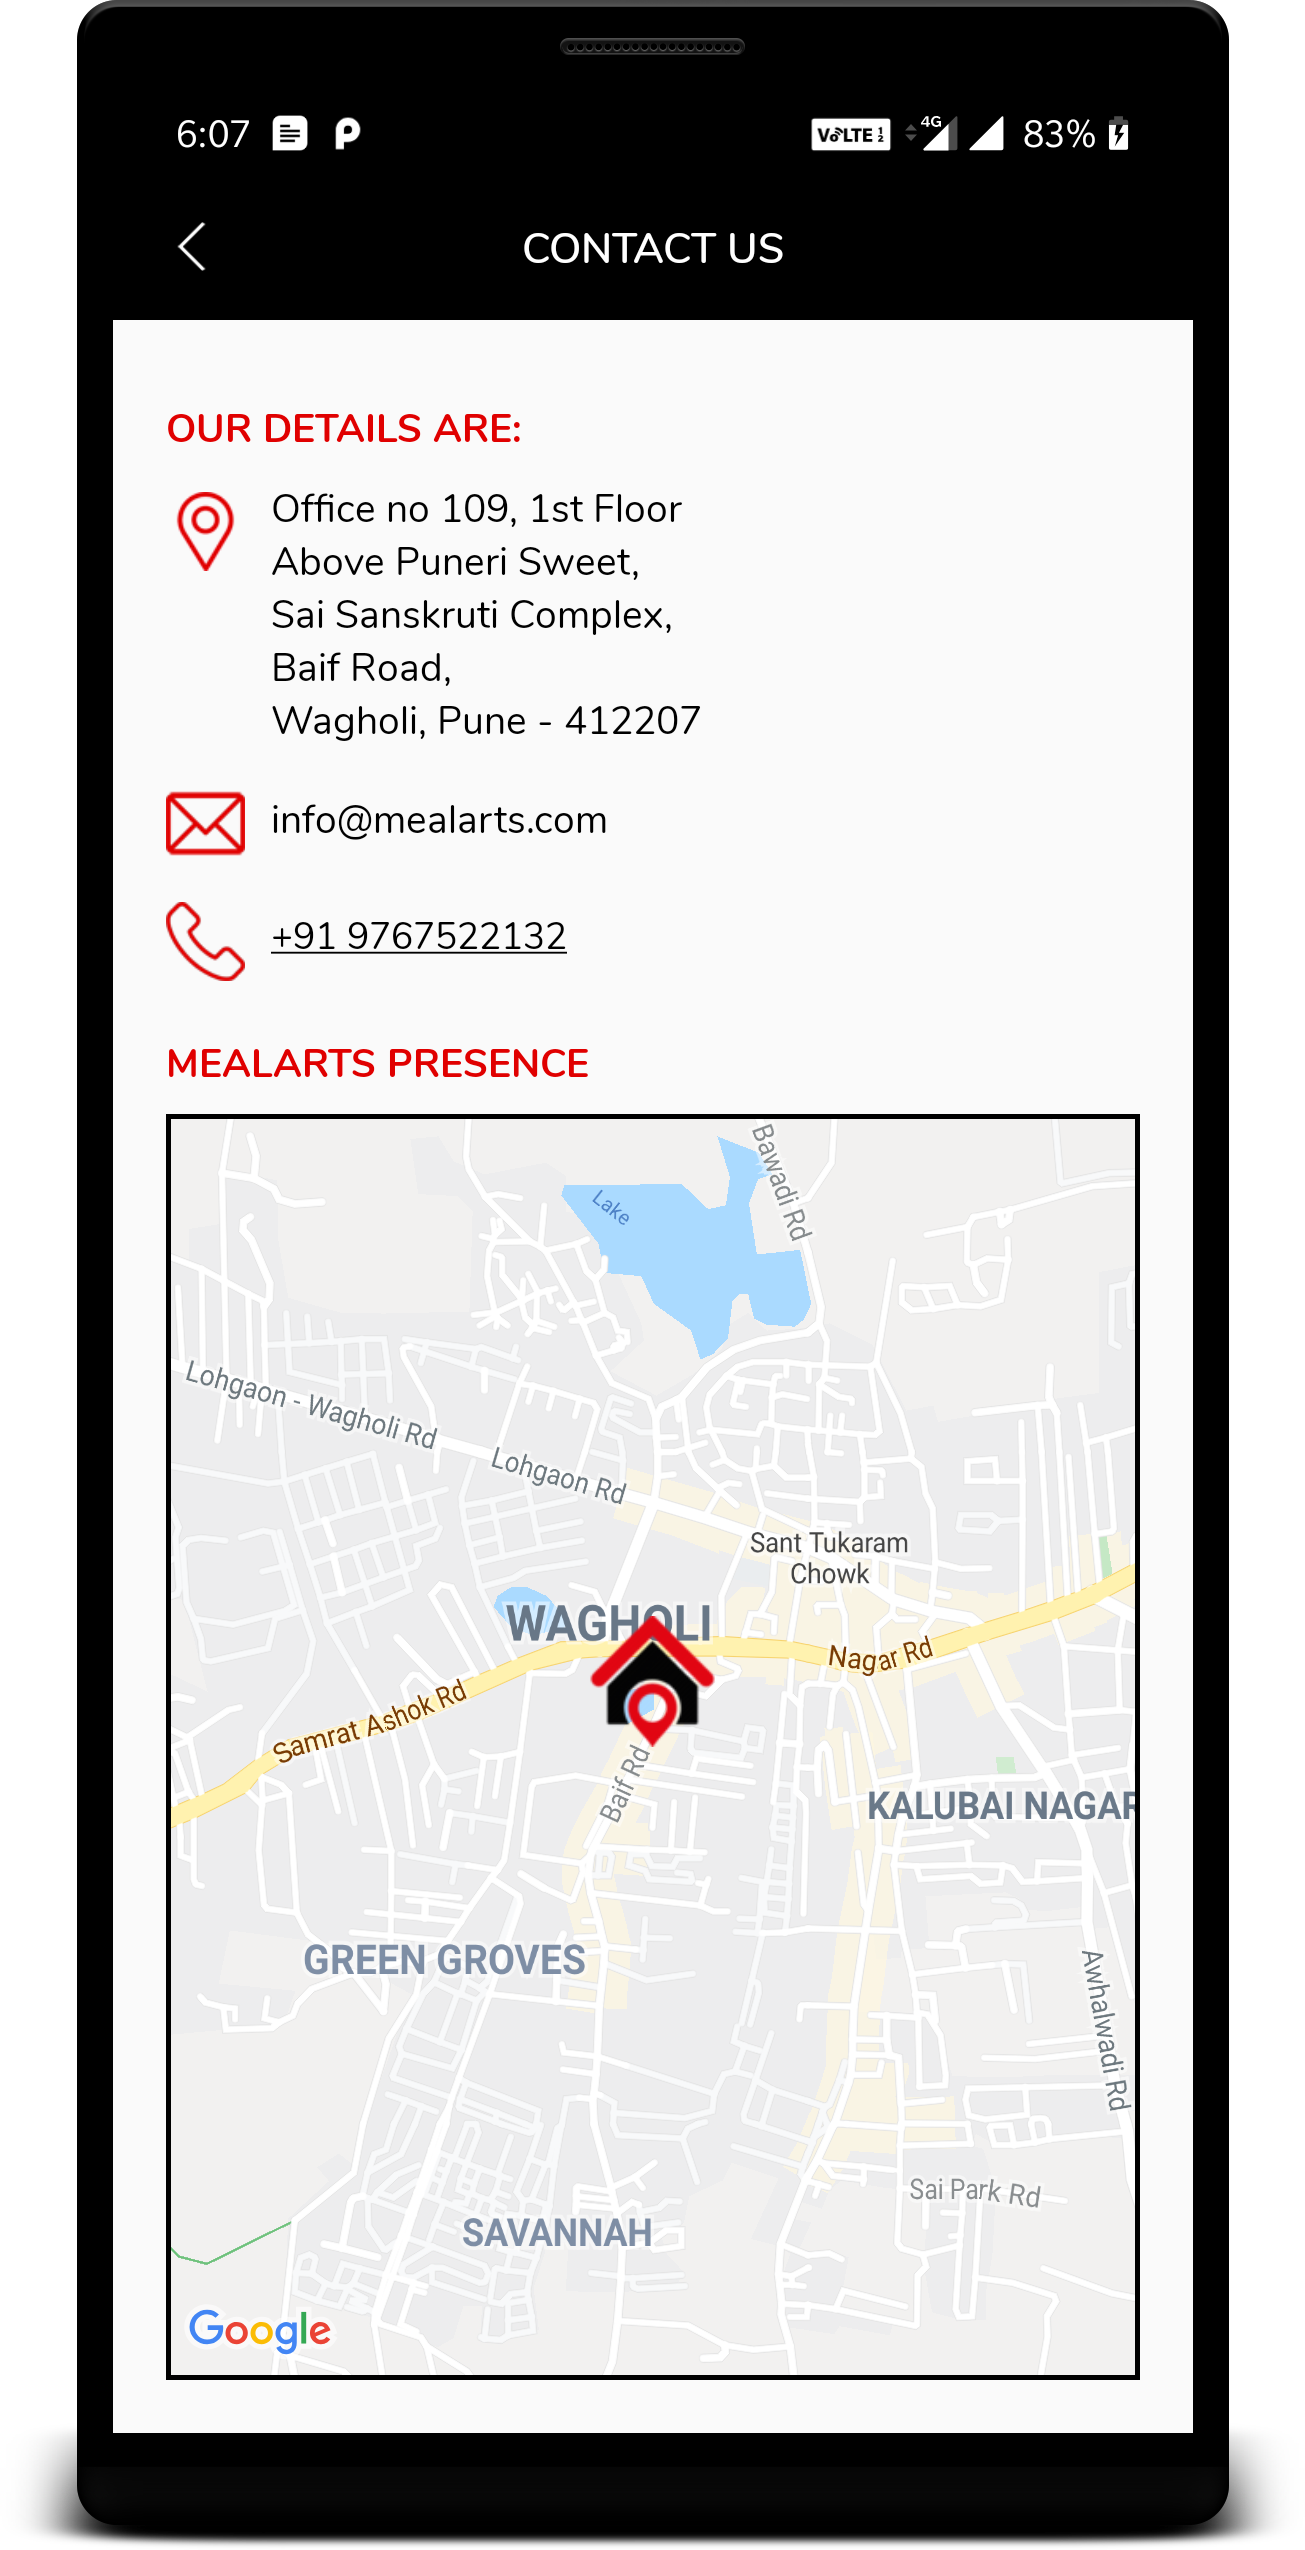 6:07
VoLTE 1 2
4G
83%
CONTACT US
OUR DETAILS ARE:
Office no 109, 1st Floor
Above Puneri Sweet,
Sai Sanskruti Complex,
Baif Road,
Wagholi, Pune - 412207
info@mealarts.com
+91 9767522132
MEALARTS PRESENCE
Bawadi Rd
Lake
Lohgaon - Wagholi Rd
Lohgaon Rd
Sant Tukaram
Chowk
WAGHOLI
Nagar Rd
Samrat Ashok Rd
Baif Rd
KALUBAI NAGAR
GREEN GROVES
Awhalwadi Rd
Sai Park Rd
SAVANNAH
Google